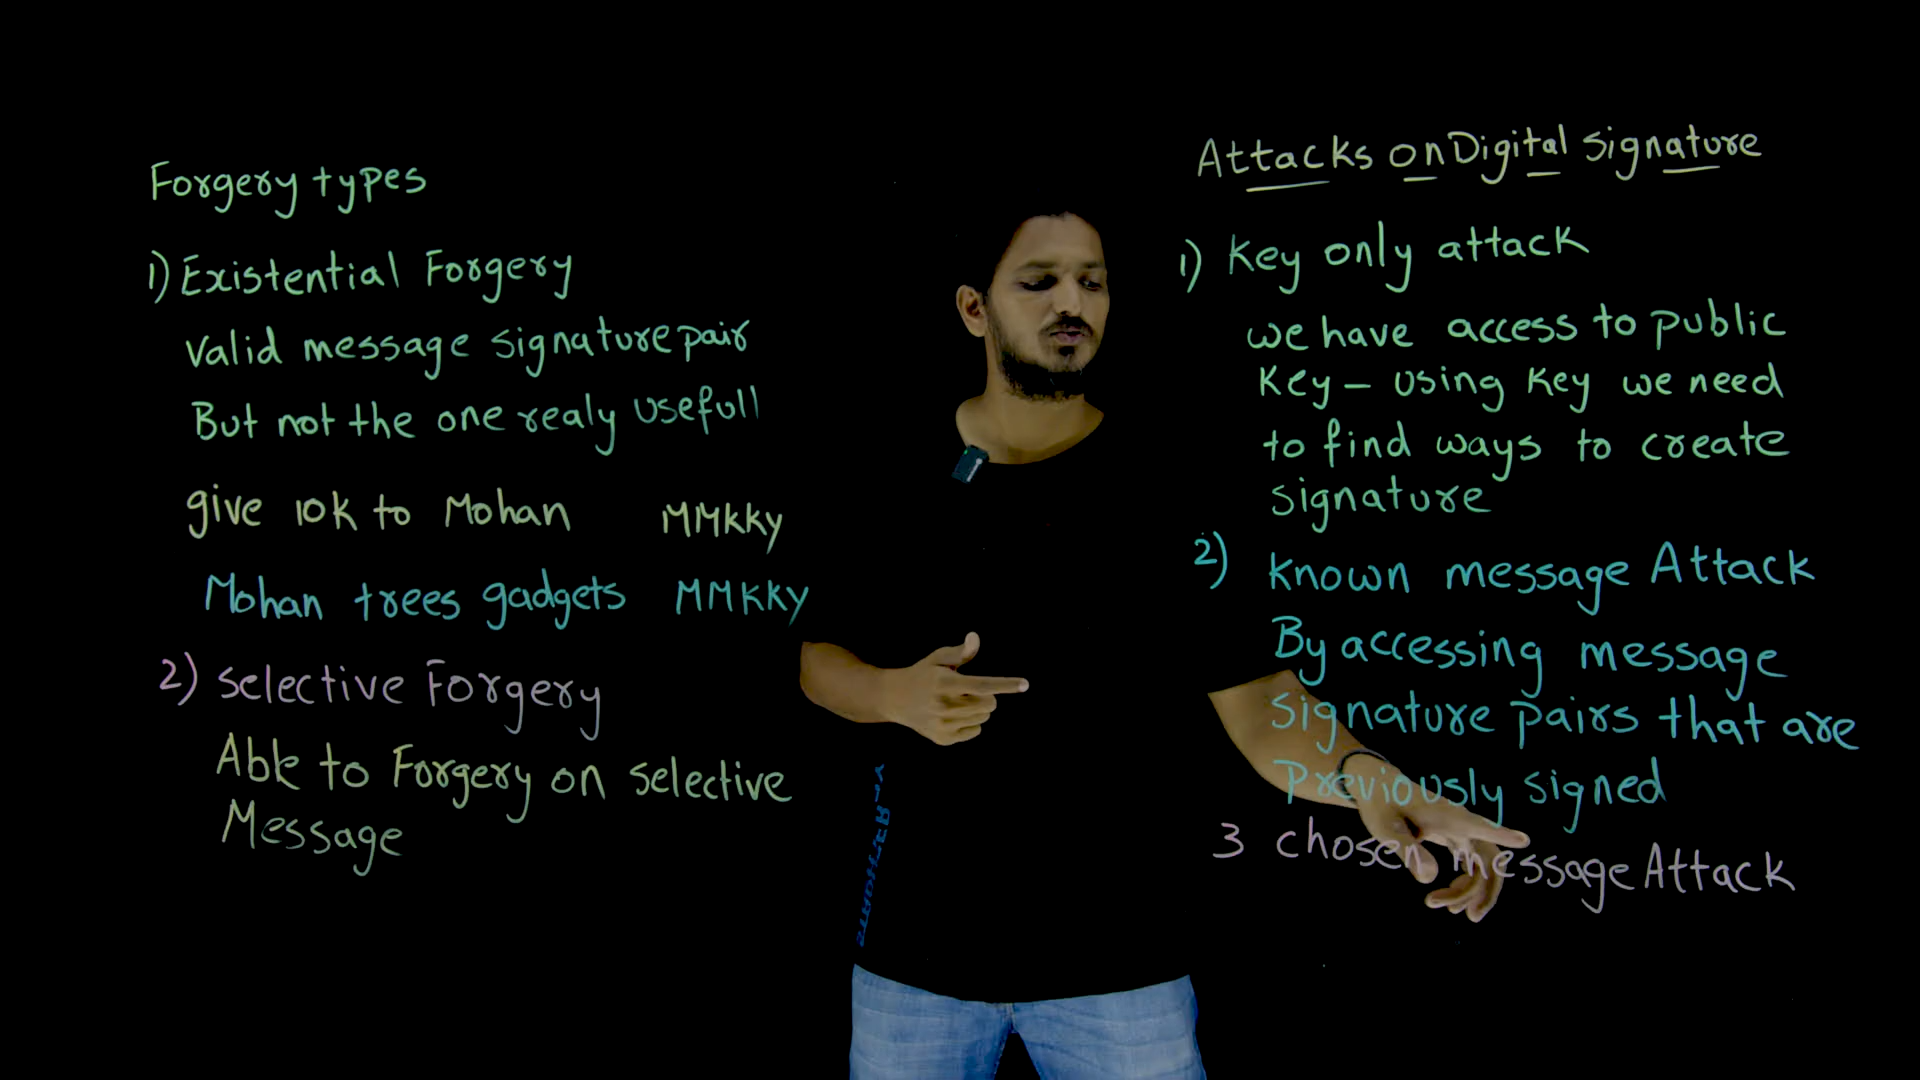 Forgery types
1) Existential Forgery
Valid message signature pair
But not the one realy usefull
give 10k to Mohan MMKKY
Mohan trees gadgets MMKKY
2) selective Forgery
Able to Forgery on selective
Message
Attacks on Digital signature
1) Key only attack
we have access to public
Key - using key we need
to find ways to create
signature
2) known message Attack
By accessing message
signature pairs that are
Previously signed
3 chosen message Attack